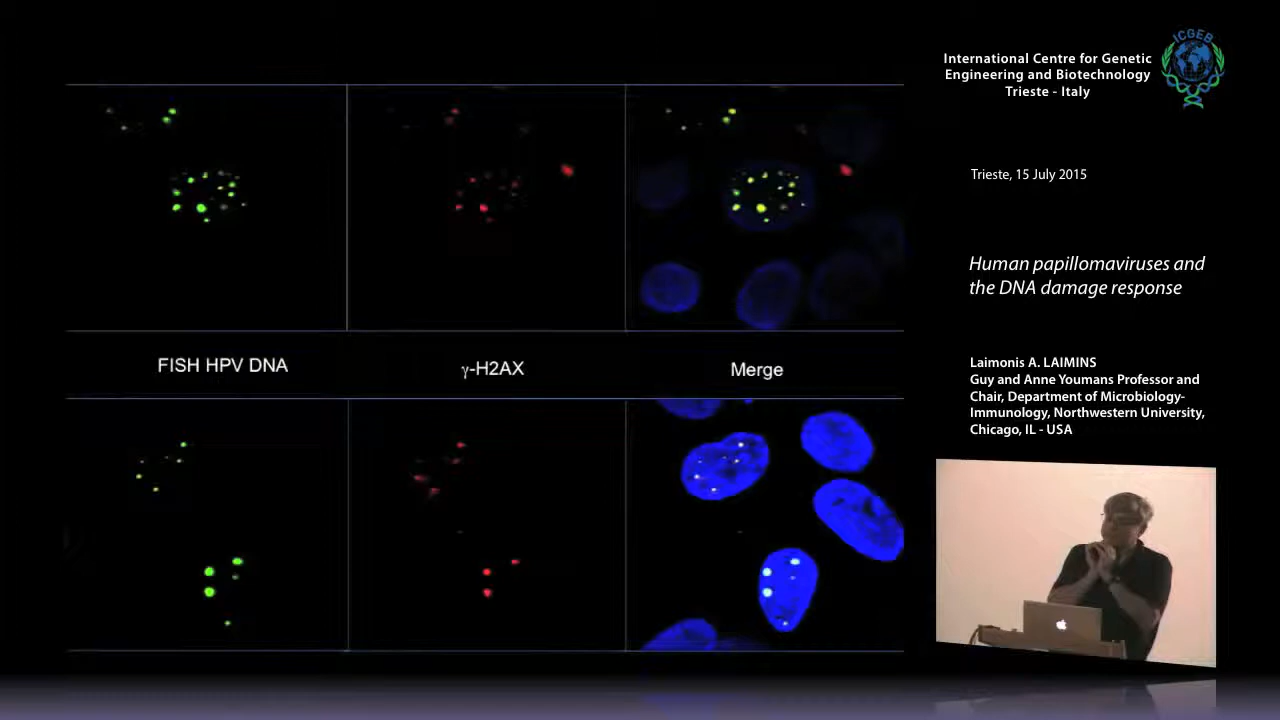 ICGEB
International Centre for Genetic
Engineering and Biotechnology
Trieste - Italy
Trieste, 15 July 2015
Human papillomaviruses and
the DNA damage response
FISH HPV DNA
γ-H2AX
Merge
Laimonis A. LAIMINS
Guy and Anne Youmans Professor and
Chair, Department of Microbiology-
Immunology, Northwestern University,
Chicago, IL - USA